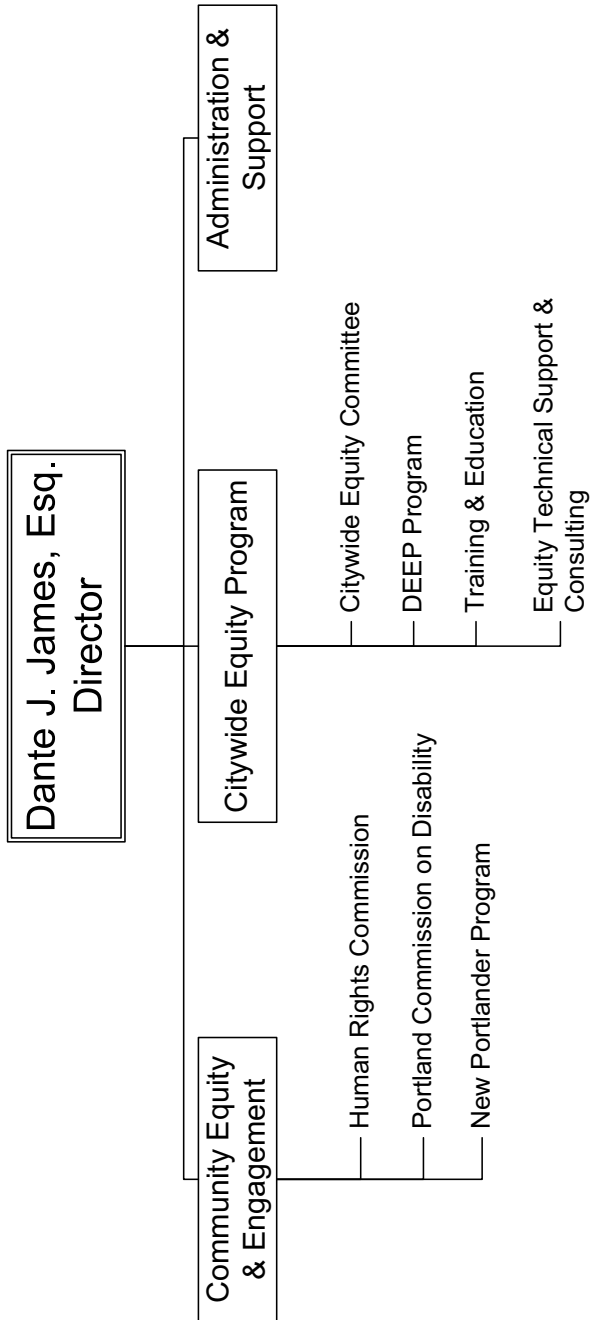 Dante J. James, Esq.
Director
Community Equity
& Engagement
Human Rights Commission
Portland Commission on Disability
New Portlander Program
Citywide Equity Program
Citywide Equity Committee
DEEP Program
Training & Education
Equity Technical Support &
Consulting
Administration &
Support